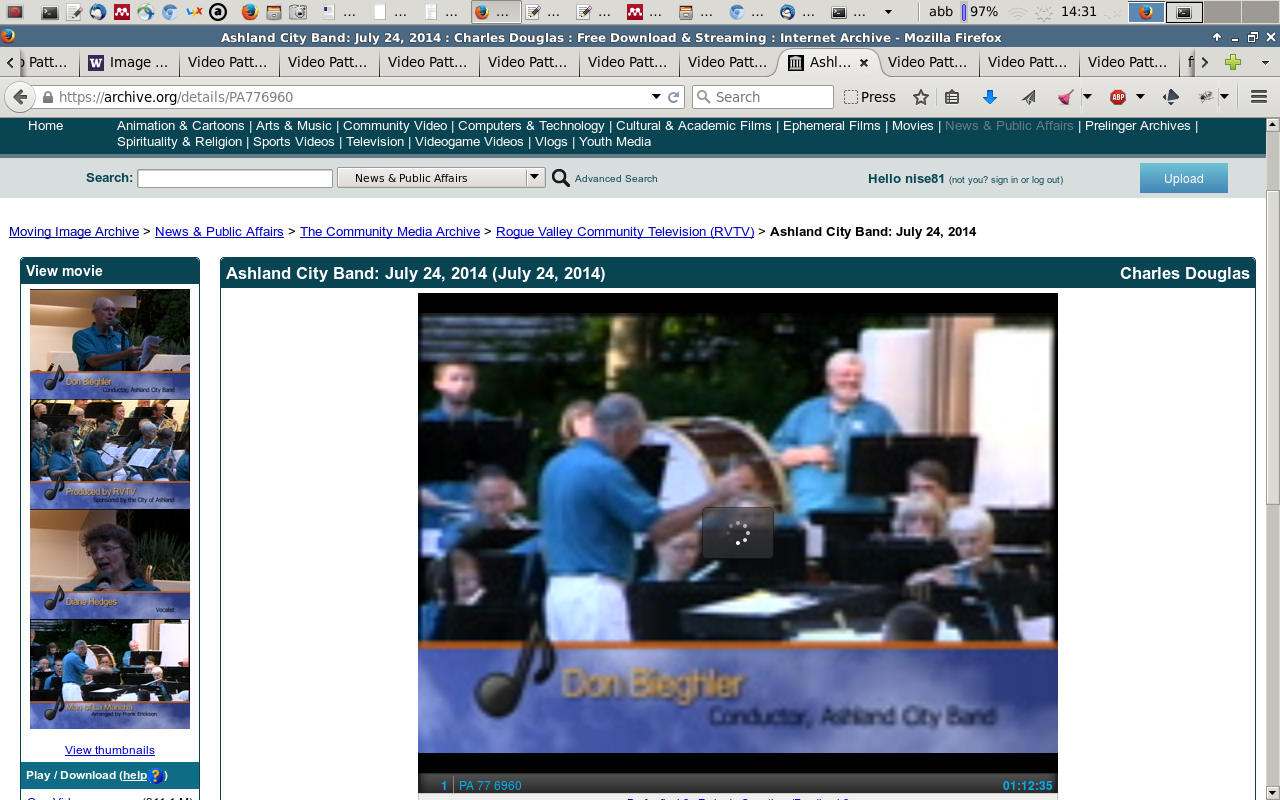 ... ... ... ... ... ... ... ... ... abb 97% 14:31
Ashland City Band: July 24, 2014 : Charles Douglas : Free Download & Streaming : Internet Archive - Mozilla Firefox
o Patt... Image ... Video Patt... Video Patt... Video Patt... Video Patt... Video Patt... Video Patt... Ashl... Video Patt... Video Patt... Video Patt... f
https://archive.org/details/PA776960 Search Press ABP
Home
Animation & Cartoons | Arts & Music | Community Video | Computers & Technology | Cultural & Academic Films | Ephemeral Films | Movies | News & Public Affairs | Prelinger Archives |
Spirituality & Religion | Sports Videos | Television | Videogame Videos | Vlogs | Youth Media
Search: News & Public Affairs Advanced Search Hello nise81 (not you? sign in or log out) Upload
Moving Image Archive > News & Public Affairs > The Community Media Archive > Rogue Valley Community Television (RVTV) > Ashland City Band: July 24, 2014
View movie
Don Bieghler
Conductor, Ashland City Band
Produced by RVTV
Sponsored by the City of Ashland
Diane Hedges
Vocalist
Man of La Mancha
Arranged by Frank Erickson
View thumbnails
Play / Download (help?)
Ashland City Band: July 24, 2014 (July 24, 2014) Charles Douglas
Don Bieghler
Conductor, Ashland City Band
1 PA 77 6960 01:12:35